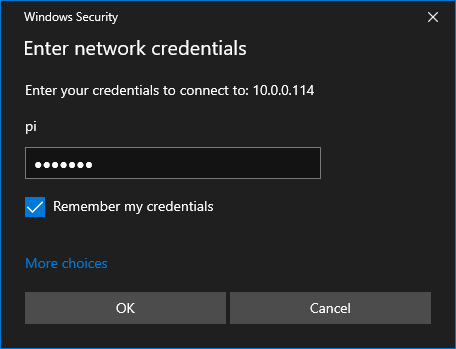 Windows Security
Enter network credentials
Enter your credentials to connect to: 10.0.0.114
pi
●●●●●●●
Remember my credentials
More choices
OK
Cancel